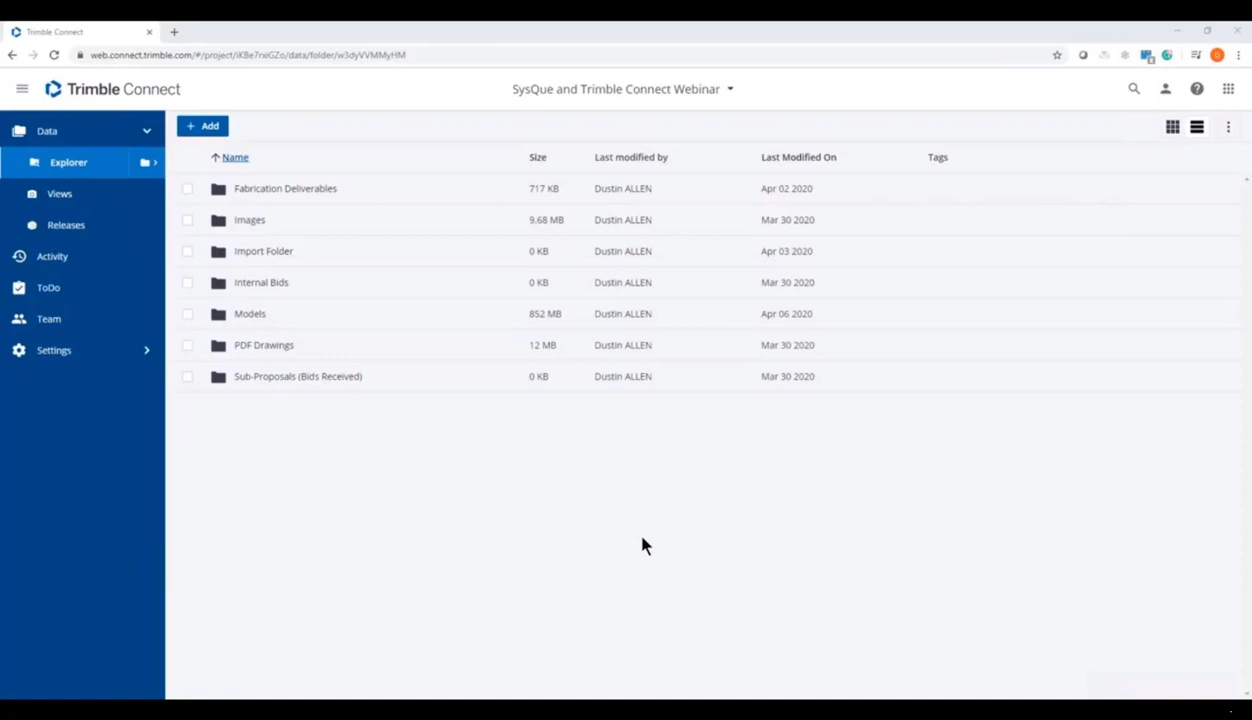 Trimble Connect
web.connect.trimble.com/#/project/iKBe7rxiGZo/data/folder/w3dyVVMMyHM
Trimble Connect
SysQue and Trimble Connect Webinar
Data
Explorer
Views
Releases
Activity
ToDo
Team
Settings
+ Add
Name Size Last modified by Last Modified On Tags
Fabrication Deliverables 717 KB Dustin ALLEN Apr 02 2020
Images 9.68 MB Dustin ALLEN Mar 30 2020
Import Folder 0 KB Dustin ALLEN Apr 03 2020
Internal Bids 0 KB Dustin ALLEN Mar 30 2020
Models 852 MB Dustin ALLEN Apr 06 2020
PDF Drawings 12 MB Dustin ALLEN Mar 30 2020
Sub-Proposals (Bids Received) 0 KB Dustin ALLEN Mar 30 2020